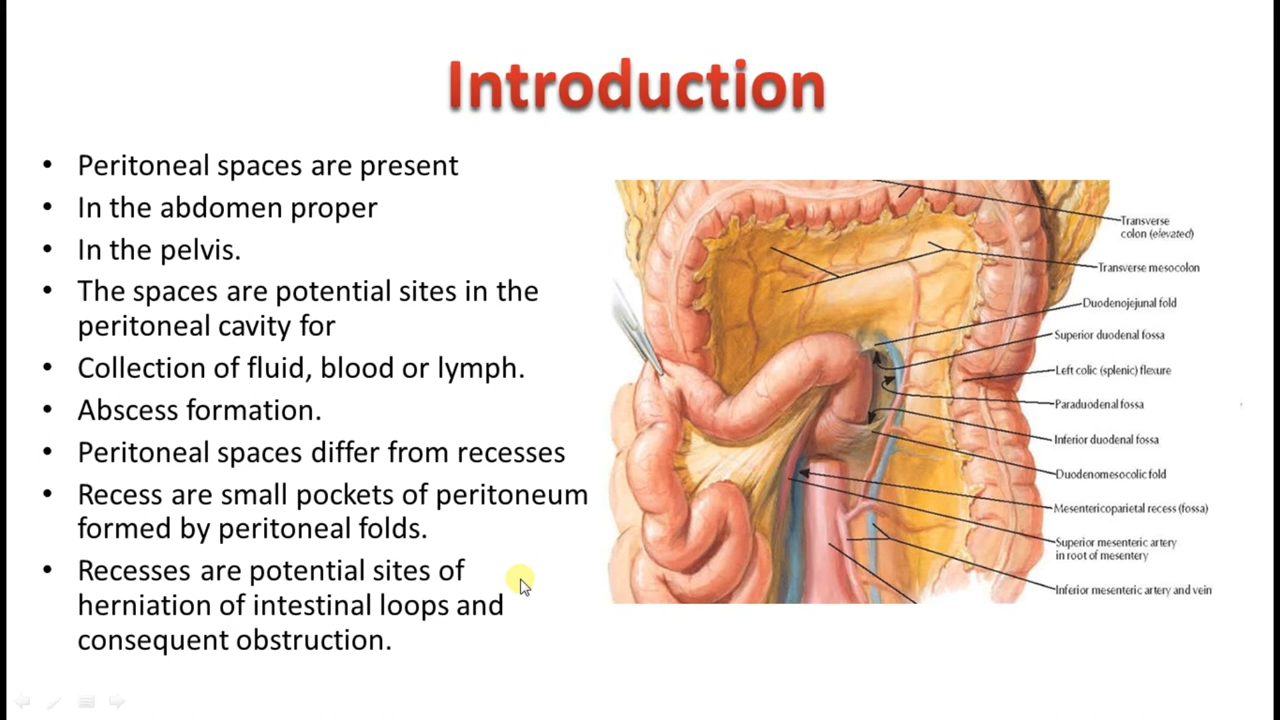 Introduction
• Peritoneal spaces are present
• In the abdomen proper
• In the pelvis.
• The spaces are potential sites in the
peritoneal cavity for
• Collection of fluid, blood or lymph.
• Abscess formation.
• Peritoneal spaces differ from recesses
• Recess are small pockets of peritoneum
formed by peritoneal folds.
• Recesses are potential sites of
herniation of intestinal loops and
consequent obstruction.
Transverse
colon (elevated)
Transverse mesocolon
Duodenojejunal fold
Superior duodenal fossa
Left colic (splenic) flexure
Paraduodenal fossa
Inferior duodenal fossa
Duodenomesocolic fold
Mesentericoparietal recess (fossa)
Superior mesenteric artery
in root of mesentery
Inferior mesenteric artery and vein